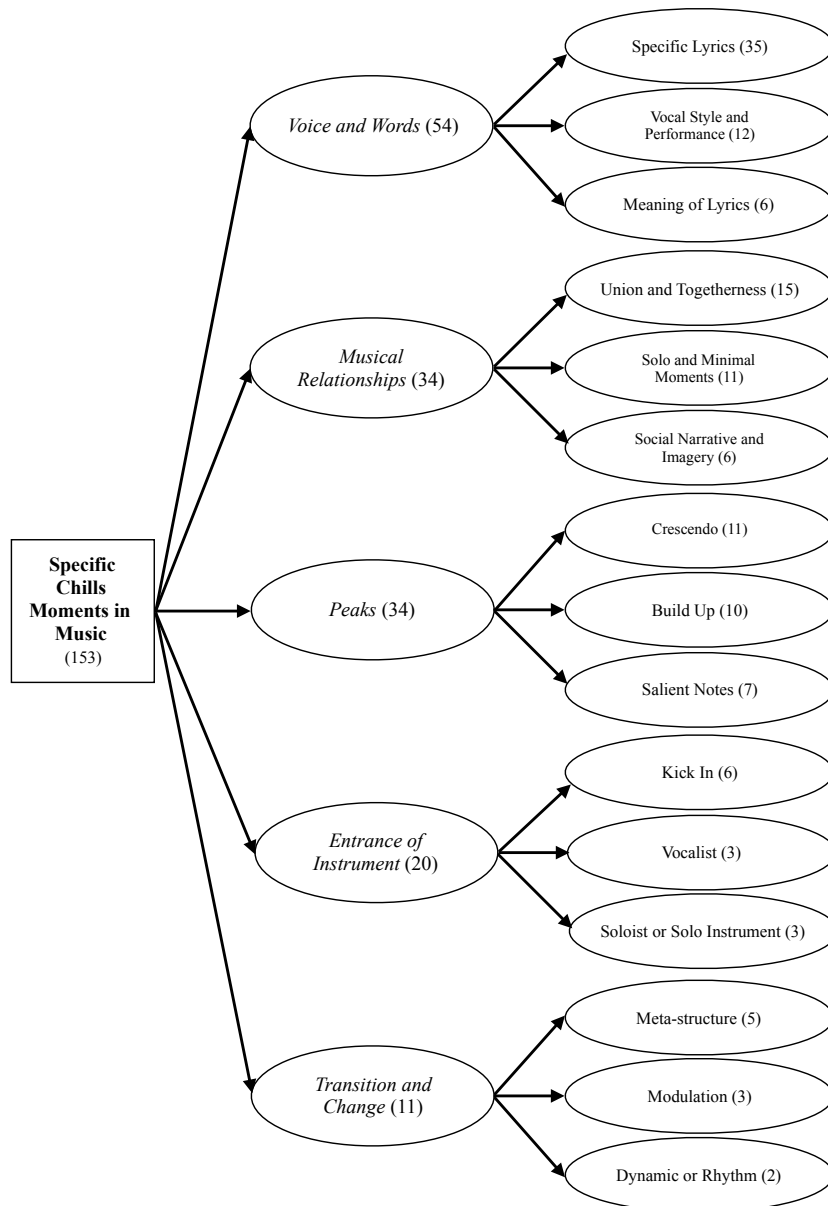 Specific
Chills
Moments in
Music
(153)
Voice and Words (54)
Specific Lyrics (35)
Vocal Style and
Performance (12)
Meaning of Lyrics (6)
Musical
Relationships (34)
Union and Togetherness (15)
Solo and Minimal
Moments (11)
Social Narrative and
Imagery (6)
Peaks (34)
Crescendo (11)
Build Up (10)
Salient Notes (7)
Entrance of
Instrument (20)
Kick In (6)
Vocalist (3)
Soloist or Solo Instrument (3)
Transition and
Change (11)
Meta-structure (5)
Modulation (3)
Dynamic or Rhythm (2)